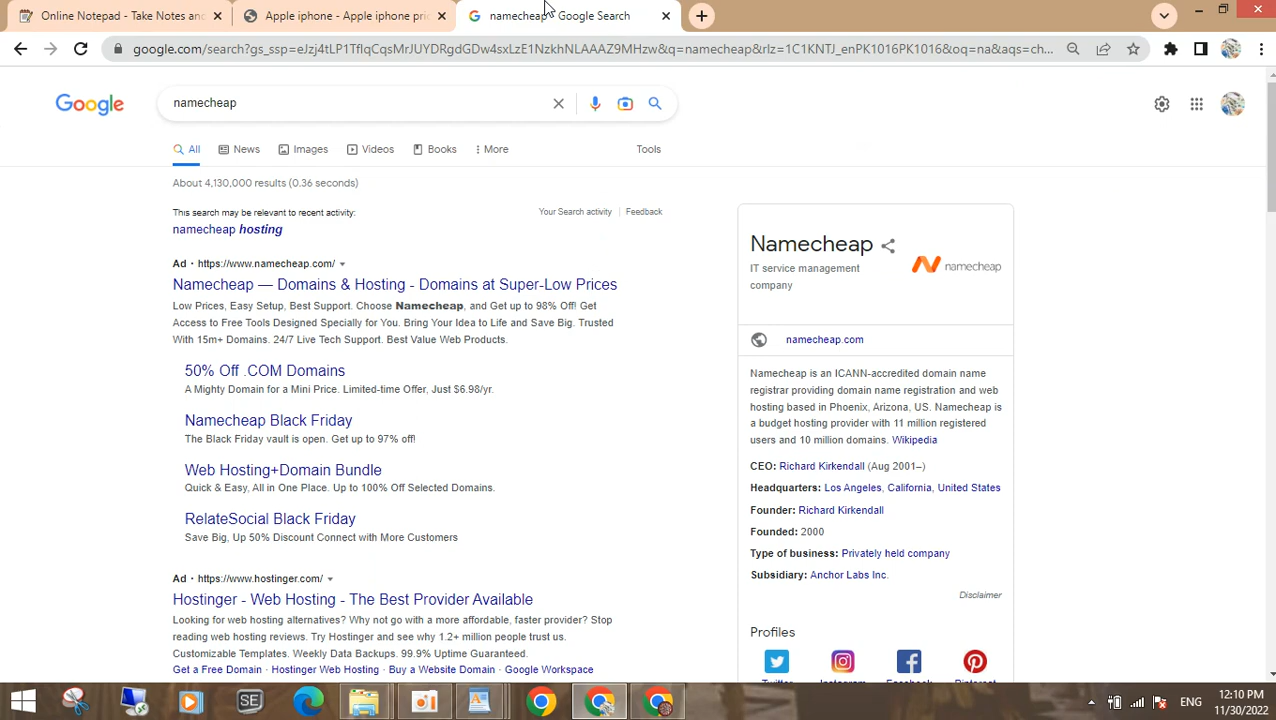 Online Notepad - Take Notes and
Apple iphone - Apple iphone pric
namecheap - Google Search
google.com/search?gs_ssp=eJzj4tLP1TflqCqsMrJUYDRgdGDw4sxLzE1NzkhNLAAAZ9MHzw&q=namecheap&rlz=1C1KNTJ_enPK1016PK1016&oq=na&aqs=ch...
Google
namecheap
All
News
Images
Videos
Books
More
Tools
About 4,130,000 results (0.36 seconds)
This search may be relevant to recent activity:
Your Search activity
Feedback
namecheap hosting
Ad · https://www.namecheap.com/
Namecheap — Domains & Hosting - Domains at Super-Low Prices
Low Prices, Easy Setup, Best Support. Choose Namecheap, and Get up to 98% Off! Get
Access to Free Tools Designed Specially for You. Bring Your Idea to Life and Save Big. Trusted
With 15m+ Domains. 24/7 Live Tech Support. Best Value Web Products.
50% Off .COM Domains
A Mighty Domain for a Mini Price. Limited-time Offer, Just $6.98/yr.
Namecheap Black Friday
The Black Friday vault is open. Get up to 97% off!
Web Hosting+Domain Bundle
Quick & Easy, All in One Place. Up to 100% Off Selected Domains.
RelateSocial Black Friday
Save Big, Up 50% Discount Connect with More Customers
Ad · https://www.hostinger.com/
Hostinger - Web Hosting - The Best Provider Available
Looking for web hosting alternatives? Why not go with a more affordable, faster provider? Stop
reading web hosting reviews. Try Hostinger and see why 1.2+ million people trust us.
Customizable Templates. Weekly Data Backups. 99.9% Uptime Guaranteed.
Get a Free Domain · Hostinger Web Hosting · Buy a Website Domain · Google Workspace
Namecheap
IT service management
company
namecheap
namecheap.com
Namecheap is an ICANN-accredited domain name
registrar providing domain name registration and web
hosting based in Phoenix, Arizona, US. Namecheap is
a budget hosting provider with 11 million registered
users and 10 million domains. Wikipedia
CEO: Richard Kirkendall (Aug 2001–)
Headquarters: Los Angeles, California, United States
Founder: Richard Kirkendall
Founded: 2000
Type of business: Privately held company
Subsidiary: Anchor Labs Inc.
Disclaimer
Profiles
Twitter
Instagram
Facebook
Pinterest
SE
ENG
12:10 PM
11/30/2022